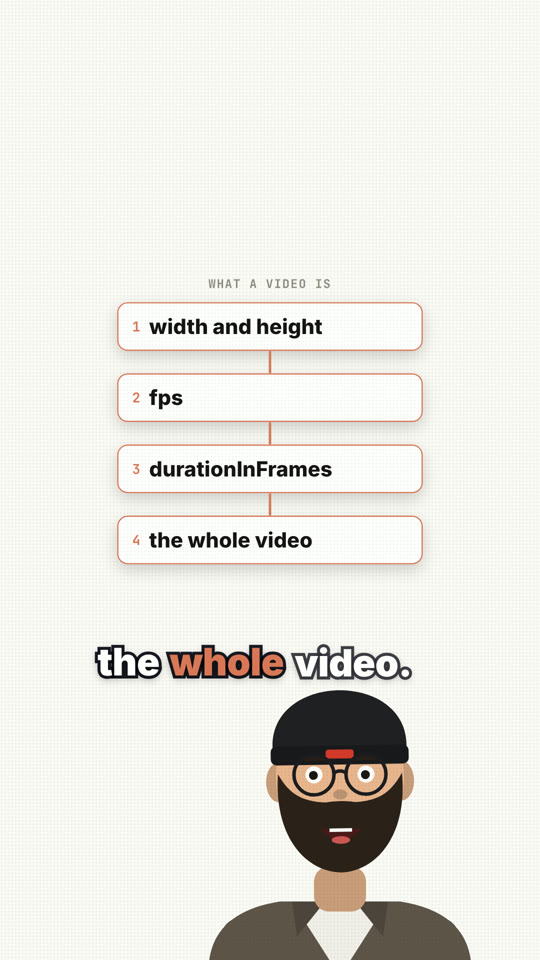 WHAT A VIDEO IS
1 width and height
2 fps
3 durationInFrames
4 the whole video
the whole video.